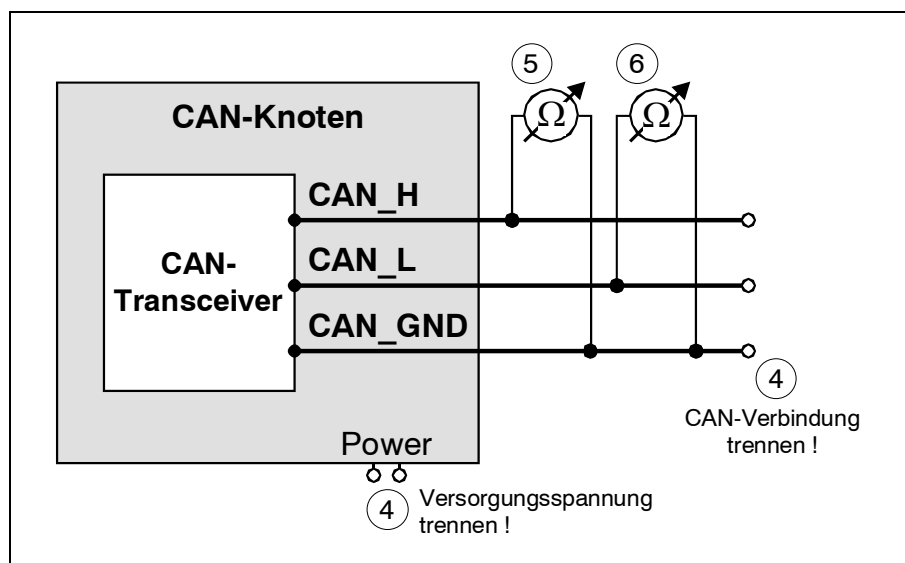 5
6
Ω
Ω
CAN-Knoten
CAN_H
CAN_L
CAN_GND
CAN-
Transceiver
4
CAN-Verbindung
trennen !
Power
4
Versorgungsspannung
trennen !